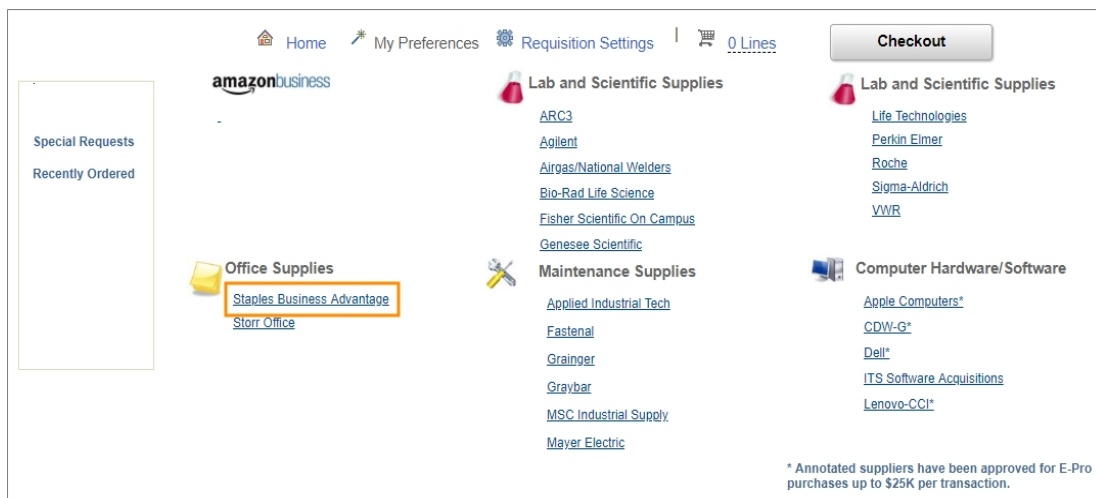 Home My Preferences Requisition Settings | 0 Lines Checkout
Special Requests
Recently Ordered
amazonbusiness
-
Lab and Scientific Supplies
ARC3
Agilent
Airgas/National Welders
Bio-Rad Life Science
Fisher Scientific On Campus
Genesee Scientific
Lab and Scientific Supplies
Life Technologies
Perkin Elmer
Roche
Sigma-Aldrich
VWR
Office Supplies
Staples Business Advantage
Storr Office
Maintenance Supplies
Applied Industrial Tech
Fastenal
Grainger
Graybar
MSC Industrial Supply
Mayer Electric
Computer Hardware/Software
Apple Computers*
CDW-G*
Dell*
ITS Software Acquisitions
Lenovo-CCI*
* Annotated suppliers have been approved for E-Pro
purchases up to $25K per transaction.